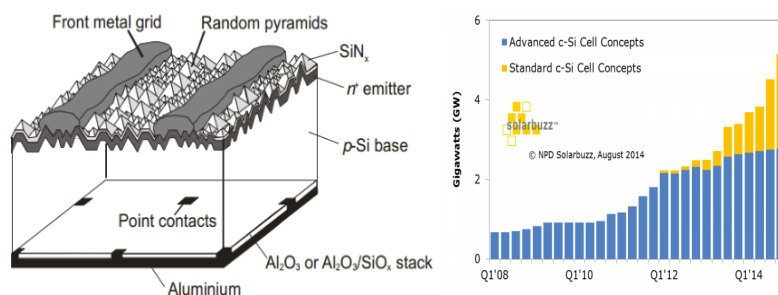 Front metal grid
Random pyramids
SiNx
n+ emitter
p-Si base
Point contacts
Al2O3 or Al2O3/SiOx stack
Aluminium
Gigawatts (GW)
6
4
2
0
Advanced c-Si Cell Concepts
Standard c-Si Cell Concepts
solarbuzz™
© NPD Solarbuzz, August 2014
Q1'08
Q1'10
Q1'12
Q1'14